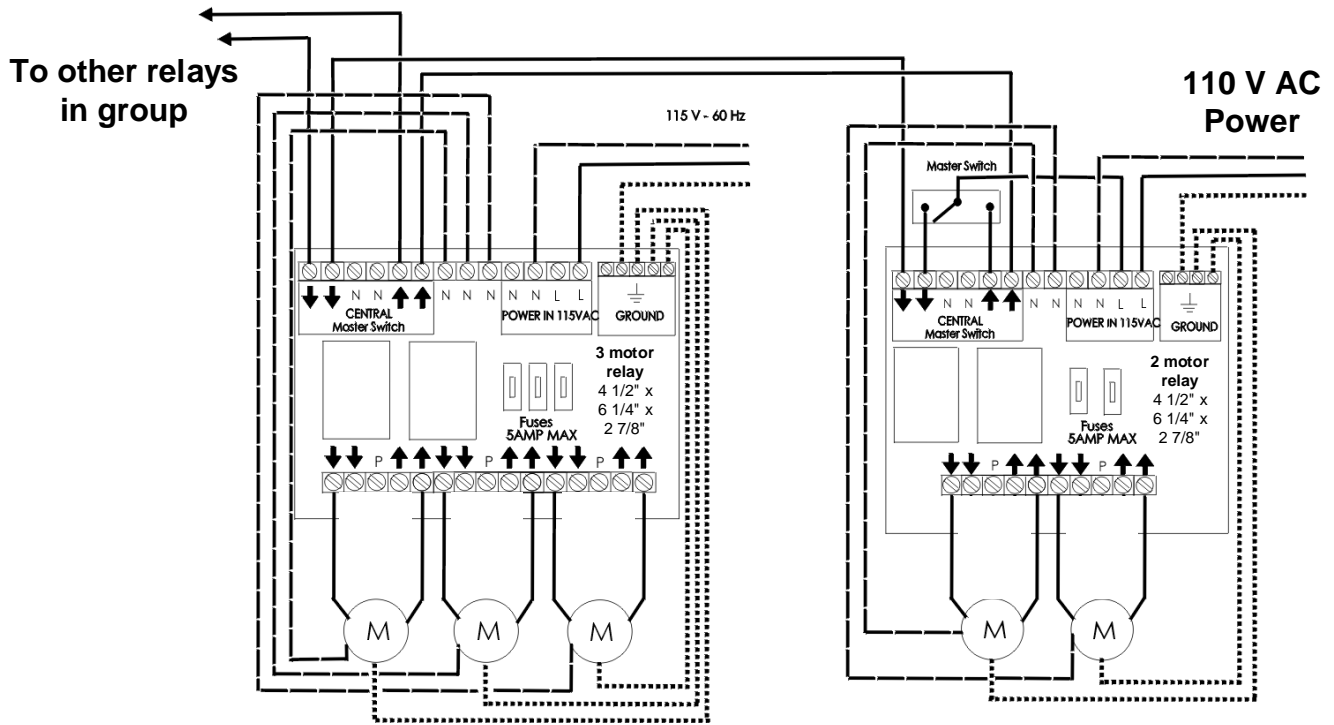 To other relays
in group
115 V - 60 Hz
110 V AC
Power
Master Switch
N N N N N N N L L
CENTRAL
Master Switch
POWER IN 115VAC
GROUND
3 motor
relay
4 1/2" x
6 1/4" x
2 7/8"
Fuses
5AMP MAX
P P P
M M M
N N N N N N L L
CENTRAL
Master Switch
POWER IN 115VAC
GROUND
2 motor
relay
4 1/2" x
6 1/4" x
2 7/8"
Fuses
5AMP MAX
P P
M M